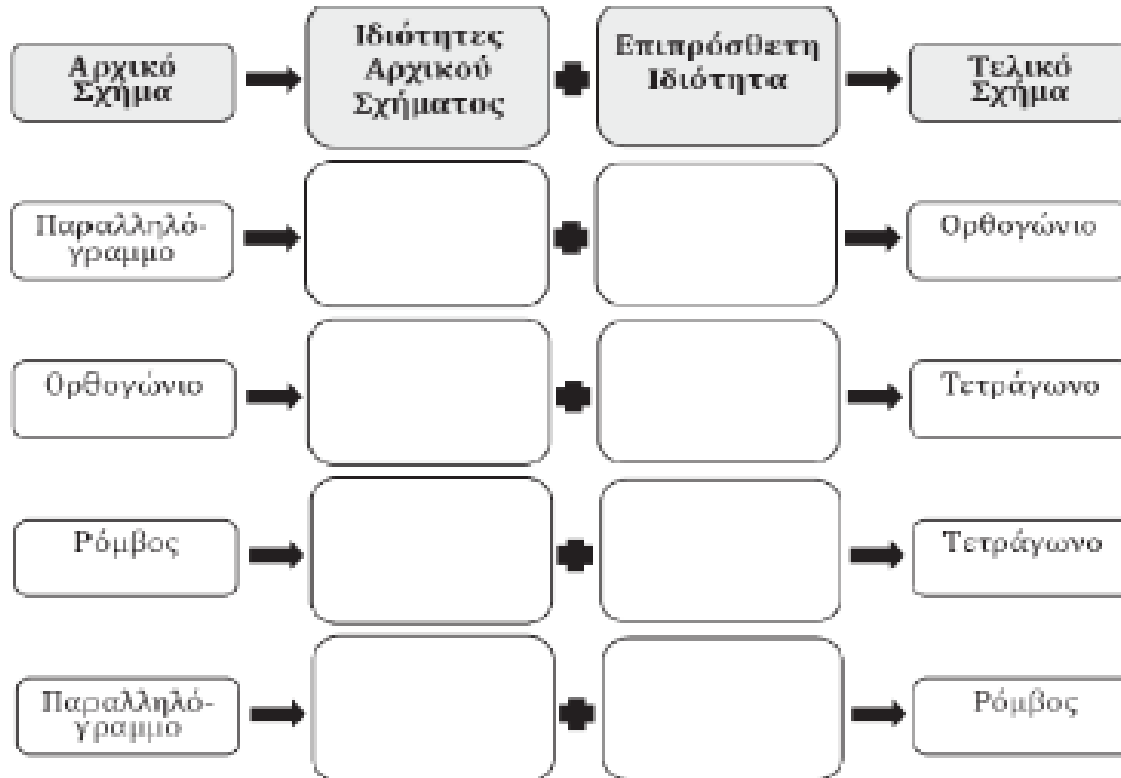 Αρχικό
Σχήμα
Ιδιότητες
Αρχικού
Σχήματος
Επιπρόσθετη
Ιδιότητα
Τελικό
Σχήμα
Παραλληλό-
γραμμο
Ορθογώνιο
Ορθογώνιο
Τετράγωνο
Ρόμβος
Τετράγωνο
Παραλληλό-
γραμμο
Ρόμβος